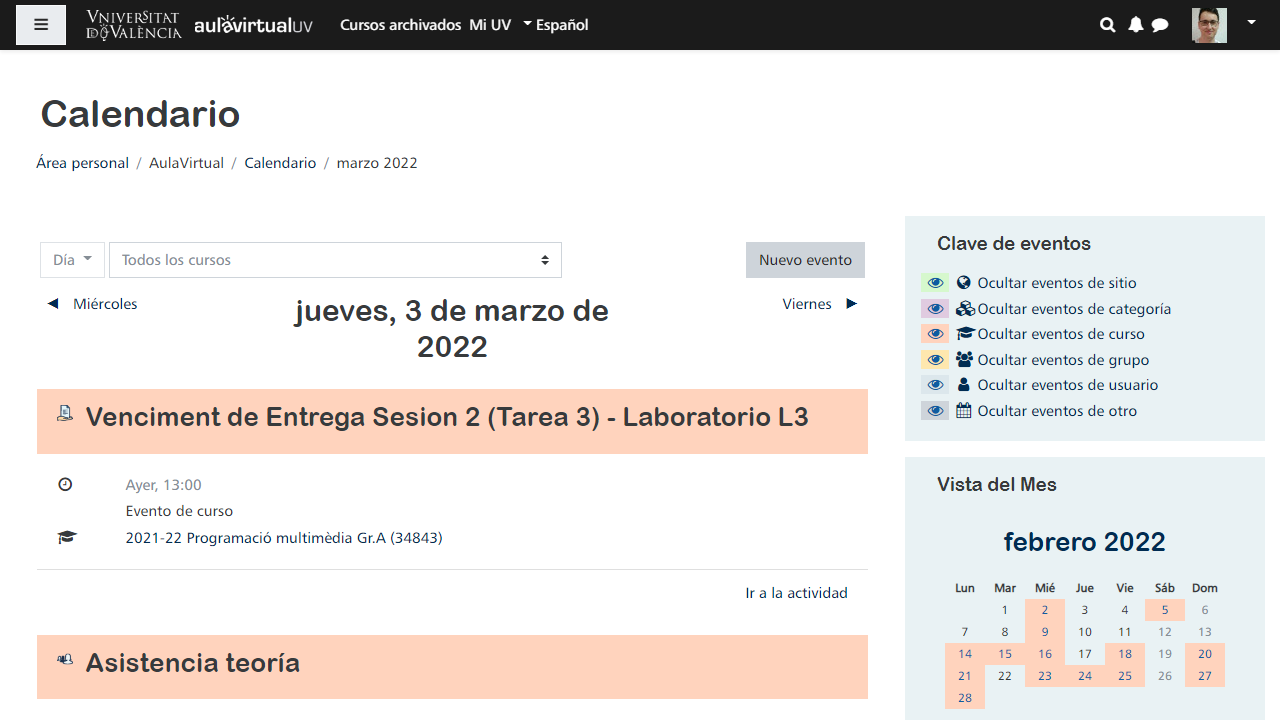 VNIVERSITAT
DE VALÈNCIA
aulavirtualUV
Cursos archivados Mi UV Español
Calendario
Área personal / AulaVirtual / Calendario / marzo 2022
Día Todos los cursos Nuevo evento
Miércoles jueves, 3 de marzo de 2022 Viernes
Venciment de Entrega Sesion 2 (Tarea 3) - Laboratorio L3
Ayer, 13:00
Evento de curso
2021-22 Programació multimèdia Gr.A (34843)
Ir a la actividad
Asistencia teoría
Clave de eventos
Ocultar eventos de sitio
Ocultar eventos de categoría
Ocultar eventos de curso
Ocultar eventos de grupo
Ocultar eventos de usuario
Ocultar eventos de otro
Vista del Mes
febrero 2022
Lun Mar Mié Jue Vie Sáb Dom
1 2 3 4 5 6
7 8 9 10 11 12 13
14 15 16 17 18 19 20
21 22 23 24 25 26 27
28